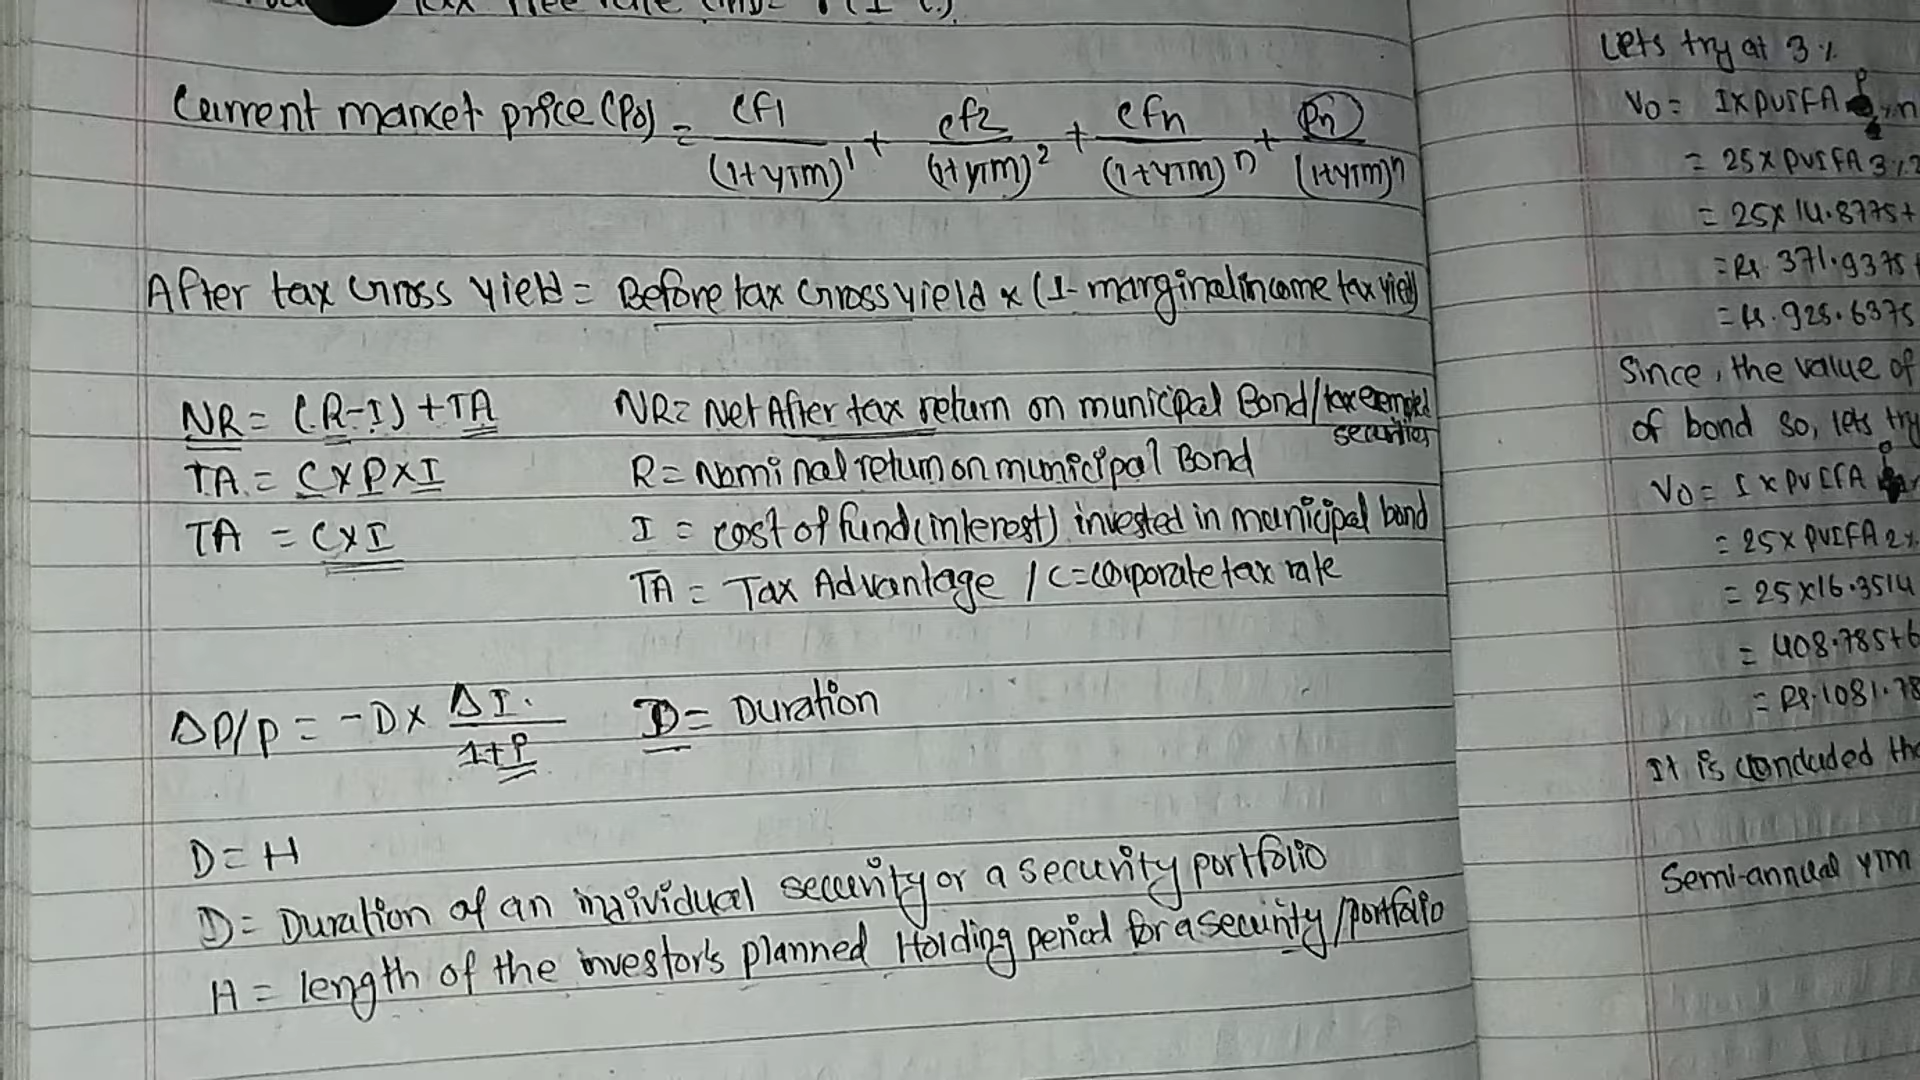 Tax free rate
Current market price (P0) = CF1/(1+YTM)^1 + CF2/(1+YTM)^2 + CFn/(1+YTM)^n + Pn/(1+YTM)^n
After tax Gross yield = Before tax Gross yield x (1- marginal income tax yield
NR = (R-I) + TA
NR= Net After tax return on municipal Bond/tax exempted securities
TA = C x P x I
R = Nominal return on municipal Bond
TA = C x I
I = cost of fund (interest) invested in municipal bond
TA = Tax Advantage / C = corporate tax rate
ΔP/P = -D x ΔI/1+i
D = Duration
D = H
D = Duration of an individual security or a security portfolio
H = length of the investor's planned Holding period for a security/portfolio
Lets try at 3%
V0 = I x PVIFA
= 25 x PVIFA 3%
= 25 x 14.8775 +
= Rs. 371.9375 +
= Rs. 925.6375
Since, the value of
of bond so, lets try
V0 = I x PVIFA
= 25 x PVIFA 2%
= 25 x 16.3514
= 408.785 + 6
= Rs. 1081.78
It is concluded
Semi-annual YTM